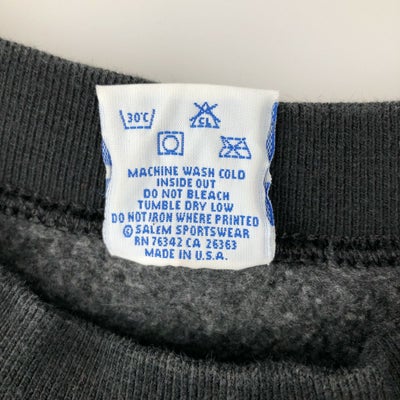 30°C CL
MACHINE WASH COLD
INSIDE OUT
DO NOT BLEACH
TUMBLE DRY LOW
DO NOT IRON WHERE PRINTED
© SALEM SPORTSWEAR
RN 76342 CA 26363
MADE IN U.S.A.